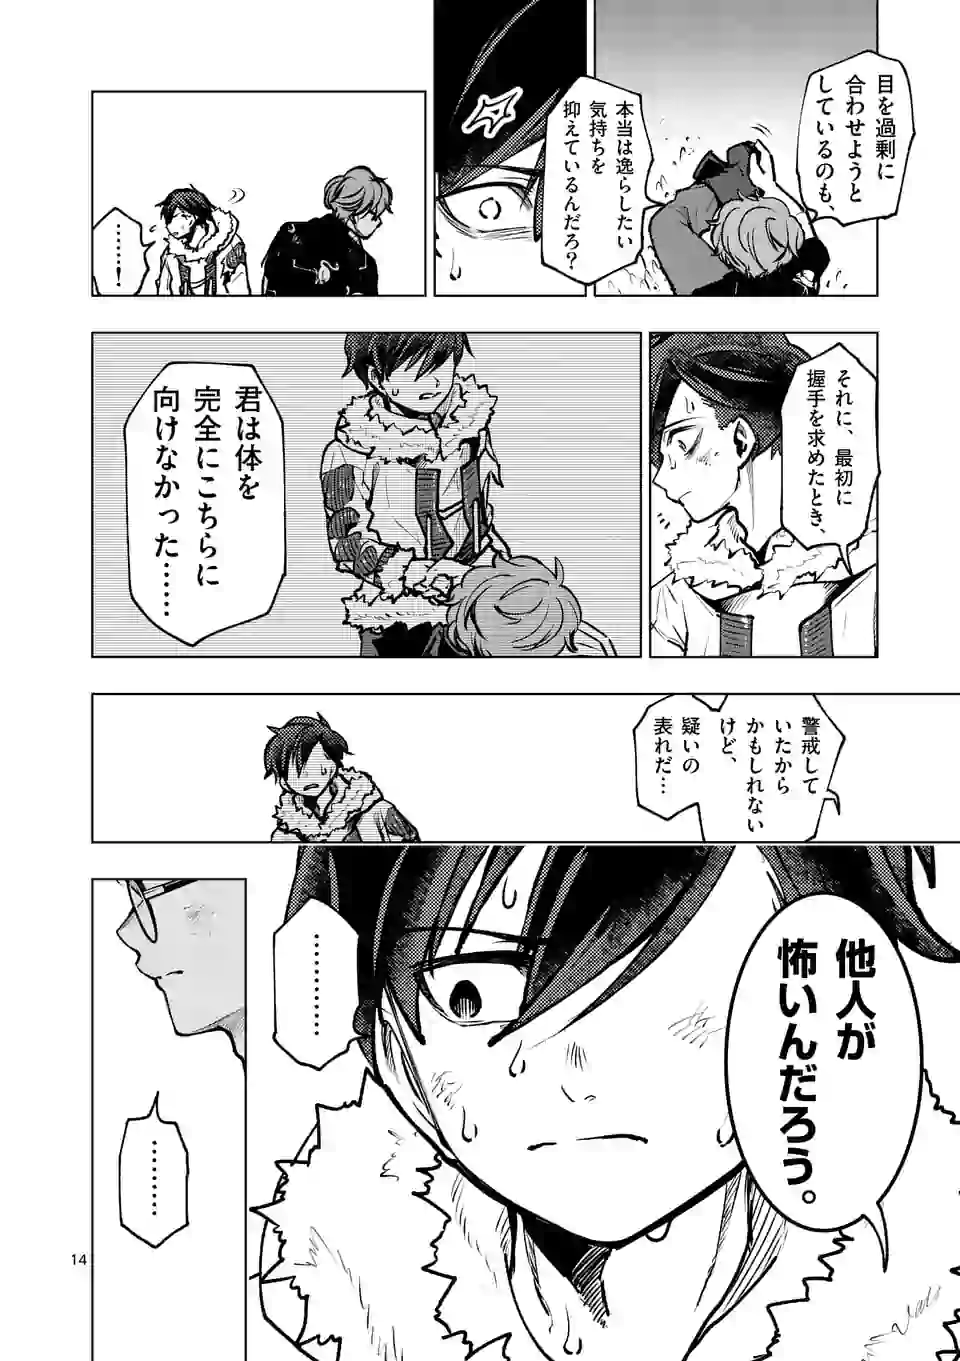 目を過剰に
合わせようと
しているのも、
本当は逸らしたい
気持ちを
抑えているんだろ？
………！
それに、最初に
握手を求めたとき、
君は体を
完全にこちらに
向けなかった……
警戒して
いたから
かもしれない
けど、
疑いの
表れだ…
他人が
怖いんだろう。
…………
…………
14